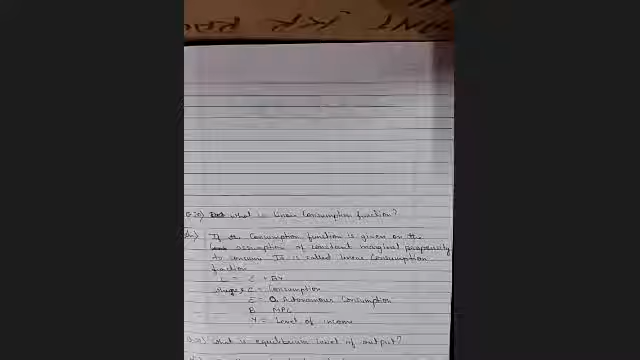 Q.20) What is linear Consumption function?
Ans) If the Consumption function is given on the
assumption of constant marginal propensity
to consume It is called linear Consumption
function
C = C̄ + BY
where C = Consumption
C̄ = Autonomous Consumption
B MPC
Y = Level of income
What is equilibrium level of output?